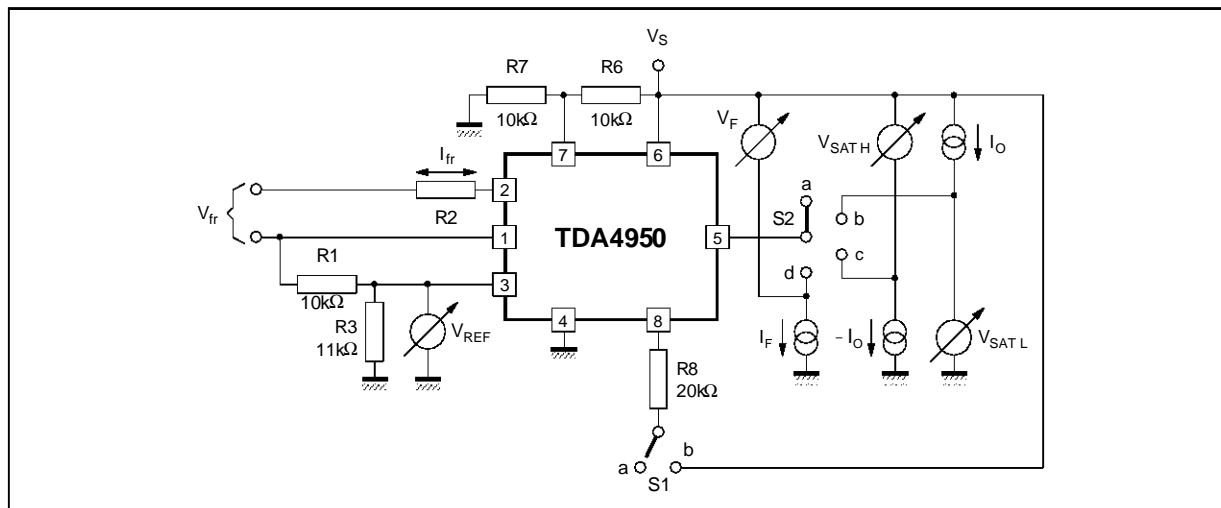 V_S
R7
R6
10kΩ
10kΩ
V_F
V_SAT H
I_O
I_fr
7
6
2
a
V_fr
R2
S2
b
TDA4950
1
5
R1
d
c
10kΩ
3
R3
11kΩ
V_REF
4
8
I_F
– I_O
V_SAT L
R8
20kΩ
a
b
S1